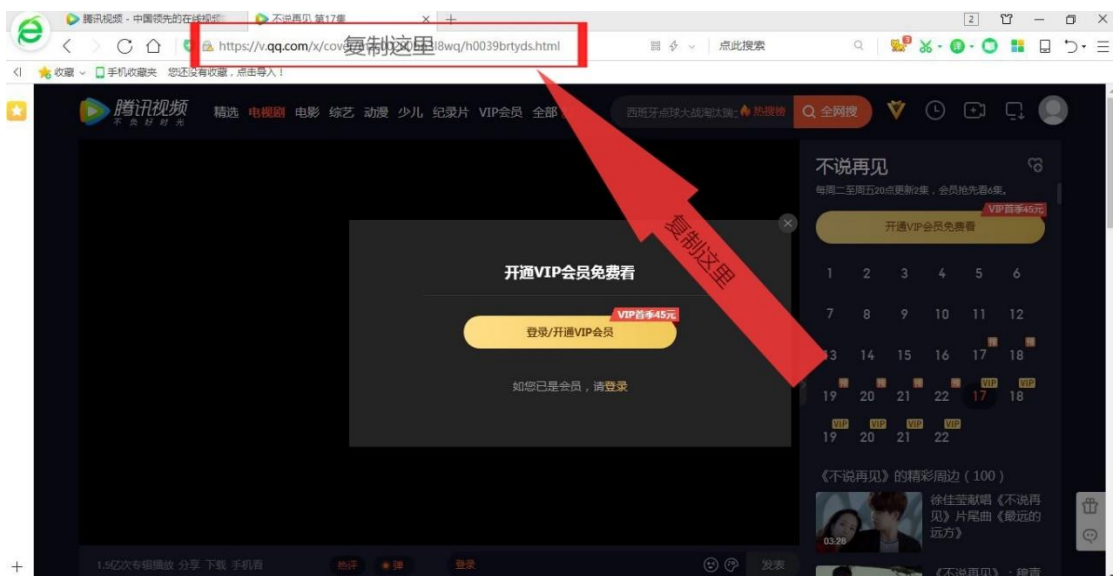 腾讯视频 - 中国领先的在线视频
不说再见 第17集
2
https://v.qq.com/x/cove
l8wq/h0039brtyds.html
复制这里
点此搜索
收藏
手机收藏夹
您还没有收藏，点击导入！
腾讯视频
不负好时光
精选 电视剧 电影 综艺 动漫 少儿 纪录片 VIP会员 全部
西班牙点球大战淘汰瑞士
热搜榜
全网搜
不说再见
每周二至周五20点更新2集，会员抢先看6集。
VIP首季45元
开通VIP会员免费看
复制这里
开通VIP会员免费看
VIP首季45元
登录/开通VIP会员
如您已是会员，请登录
1 2 3 4 5 6
7 8 9 10 11 12
13 14 15 16 17 18
19 20 21 22 17 VIP 18 VIP
19 VIP 20 VIP 21 VIP 22 VIP
《不说再见》的精彩周边（100）
徐佳莹献唱《不说再
见》片尾曲《最远的
远方》
03:28
1.5亿次专辑播放 分享 下载 手机看
热评
弹
登录
发表